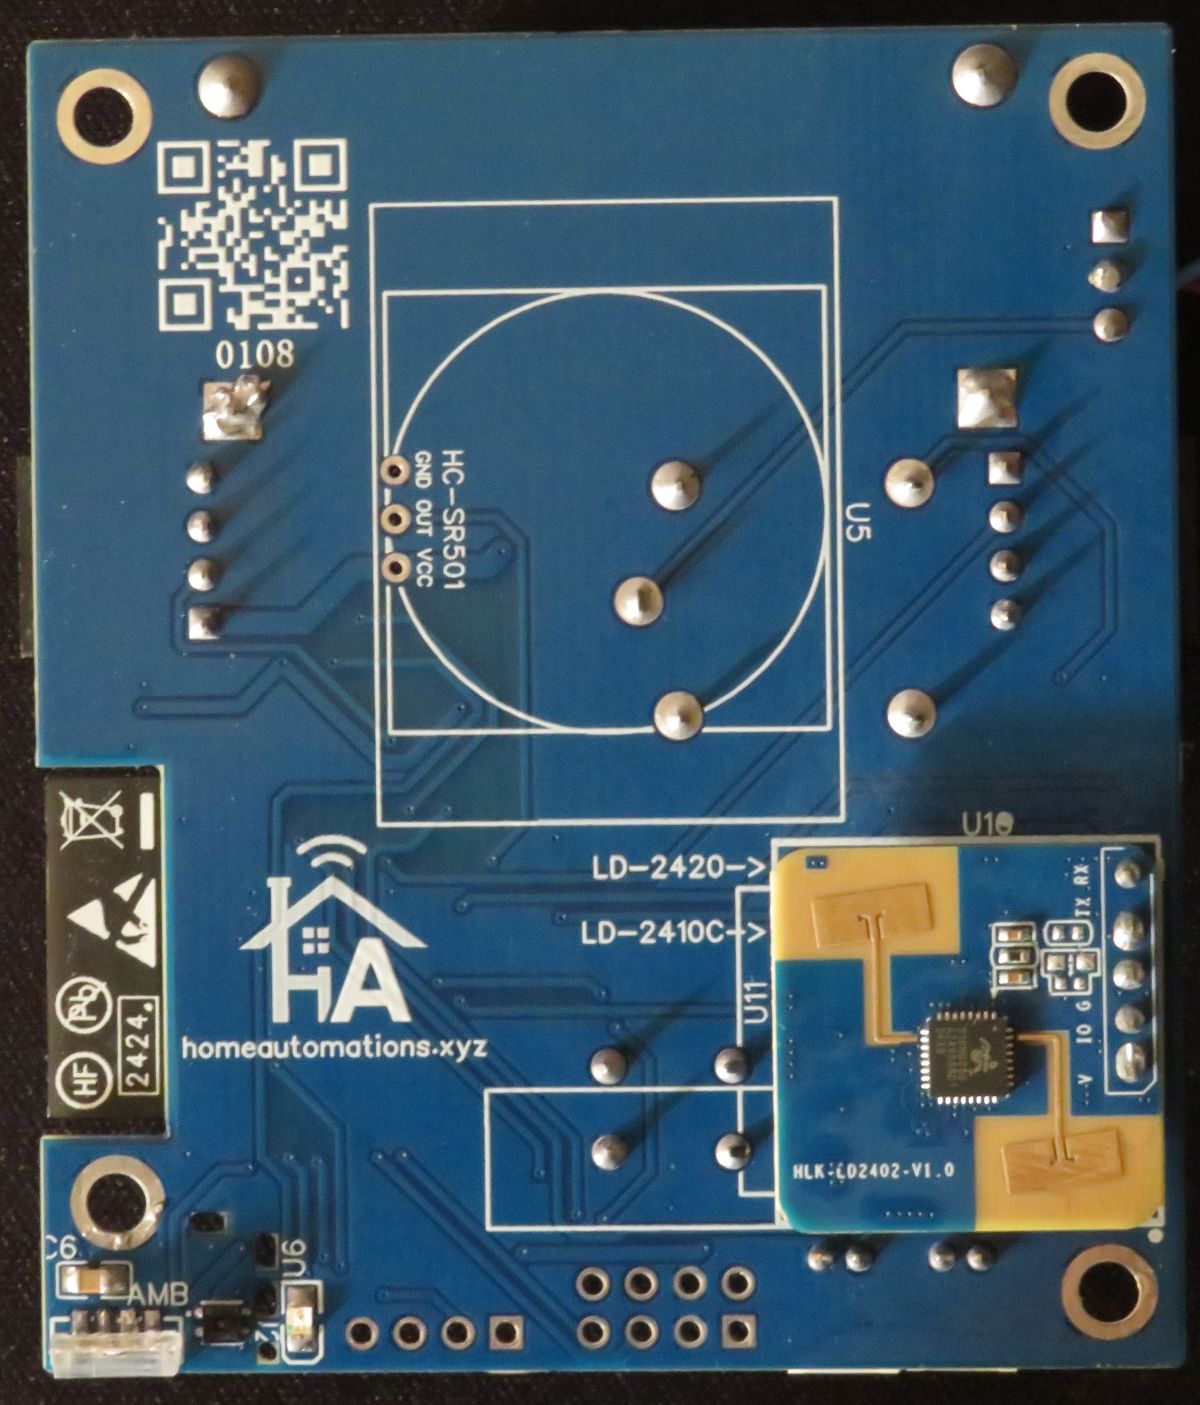 0108
GND OUT VCC
HC-SR501
U5
U10
LD-2420->
LD-2410C->
U11
TX RX
IO G
V
HLK-LD2402-V1.0
HA
homeautomations.xyz
Pb
HF
2424.
C6
AMB
U6